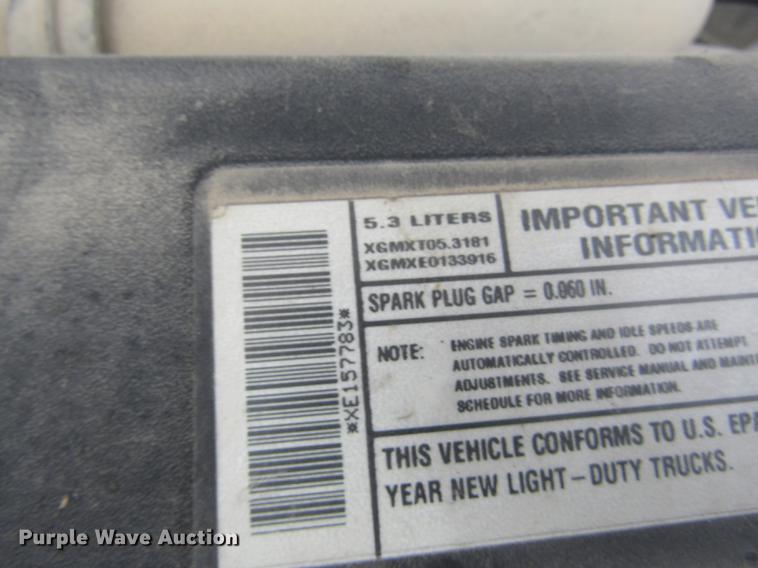 5.3 LITERS
XGMXT05.3181
XGMXE0133916
IMPORTANT VE
INFORMATI
SPARK PLUG GAP = 0.060 IN.
NOTE: ENGINE SPARK TIMING AND IDLE SPEEDS ARE
AUTOMATICALLY CONTROLLED. DO NOT ATTEMPT
ADJUSTMENTS. SEE SERVICE MANUAL AND MAINT
SCHEDULE FOR MORE INFORMATION.
THIS VEHICLE CONFORMS TO U.S. EPA
YEAR NEW LIGHT-DUTY TRUCKS.
*XE157783*
Purple Wave Auction